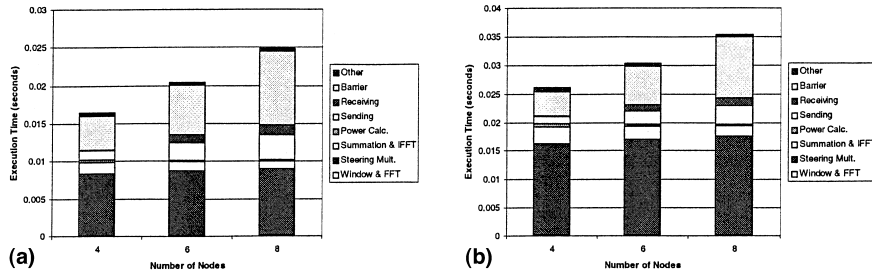 Execution Time (seconds)
0.03
0.025
0.02
0.015
0.01
0.005
0
4
6
8
Number of Nodes
Other
Barrier
Receiving
Sending
Power Calc.
Summation & IFFT
Steering Mult.
Window & FFT
(a)
Execution Time (seconds)
0.04
0.035
0.03
0.025
0.02
0.015
0.01
0.005
0
4
6
8
Number of Nodes
Other
Barrier
Receiving
Sending
Power Calc.
Summation & IFFT
Steering Mult.
Window & FFT
(b)